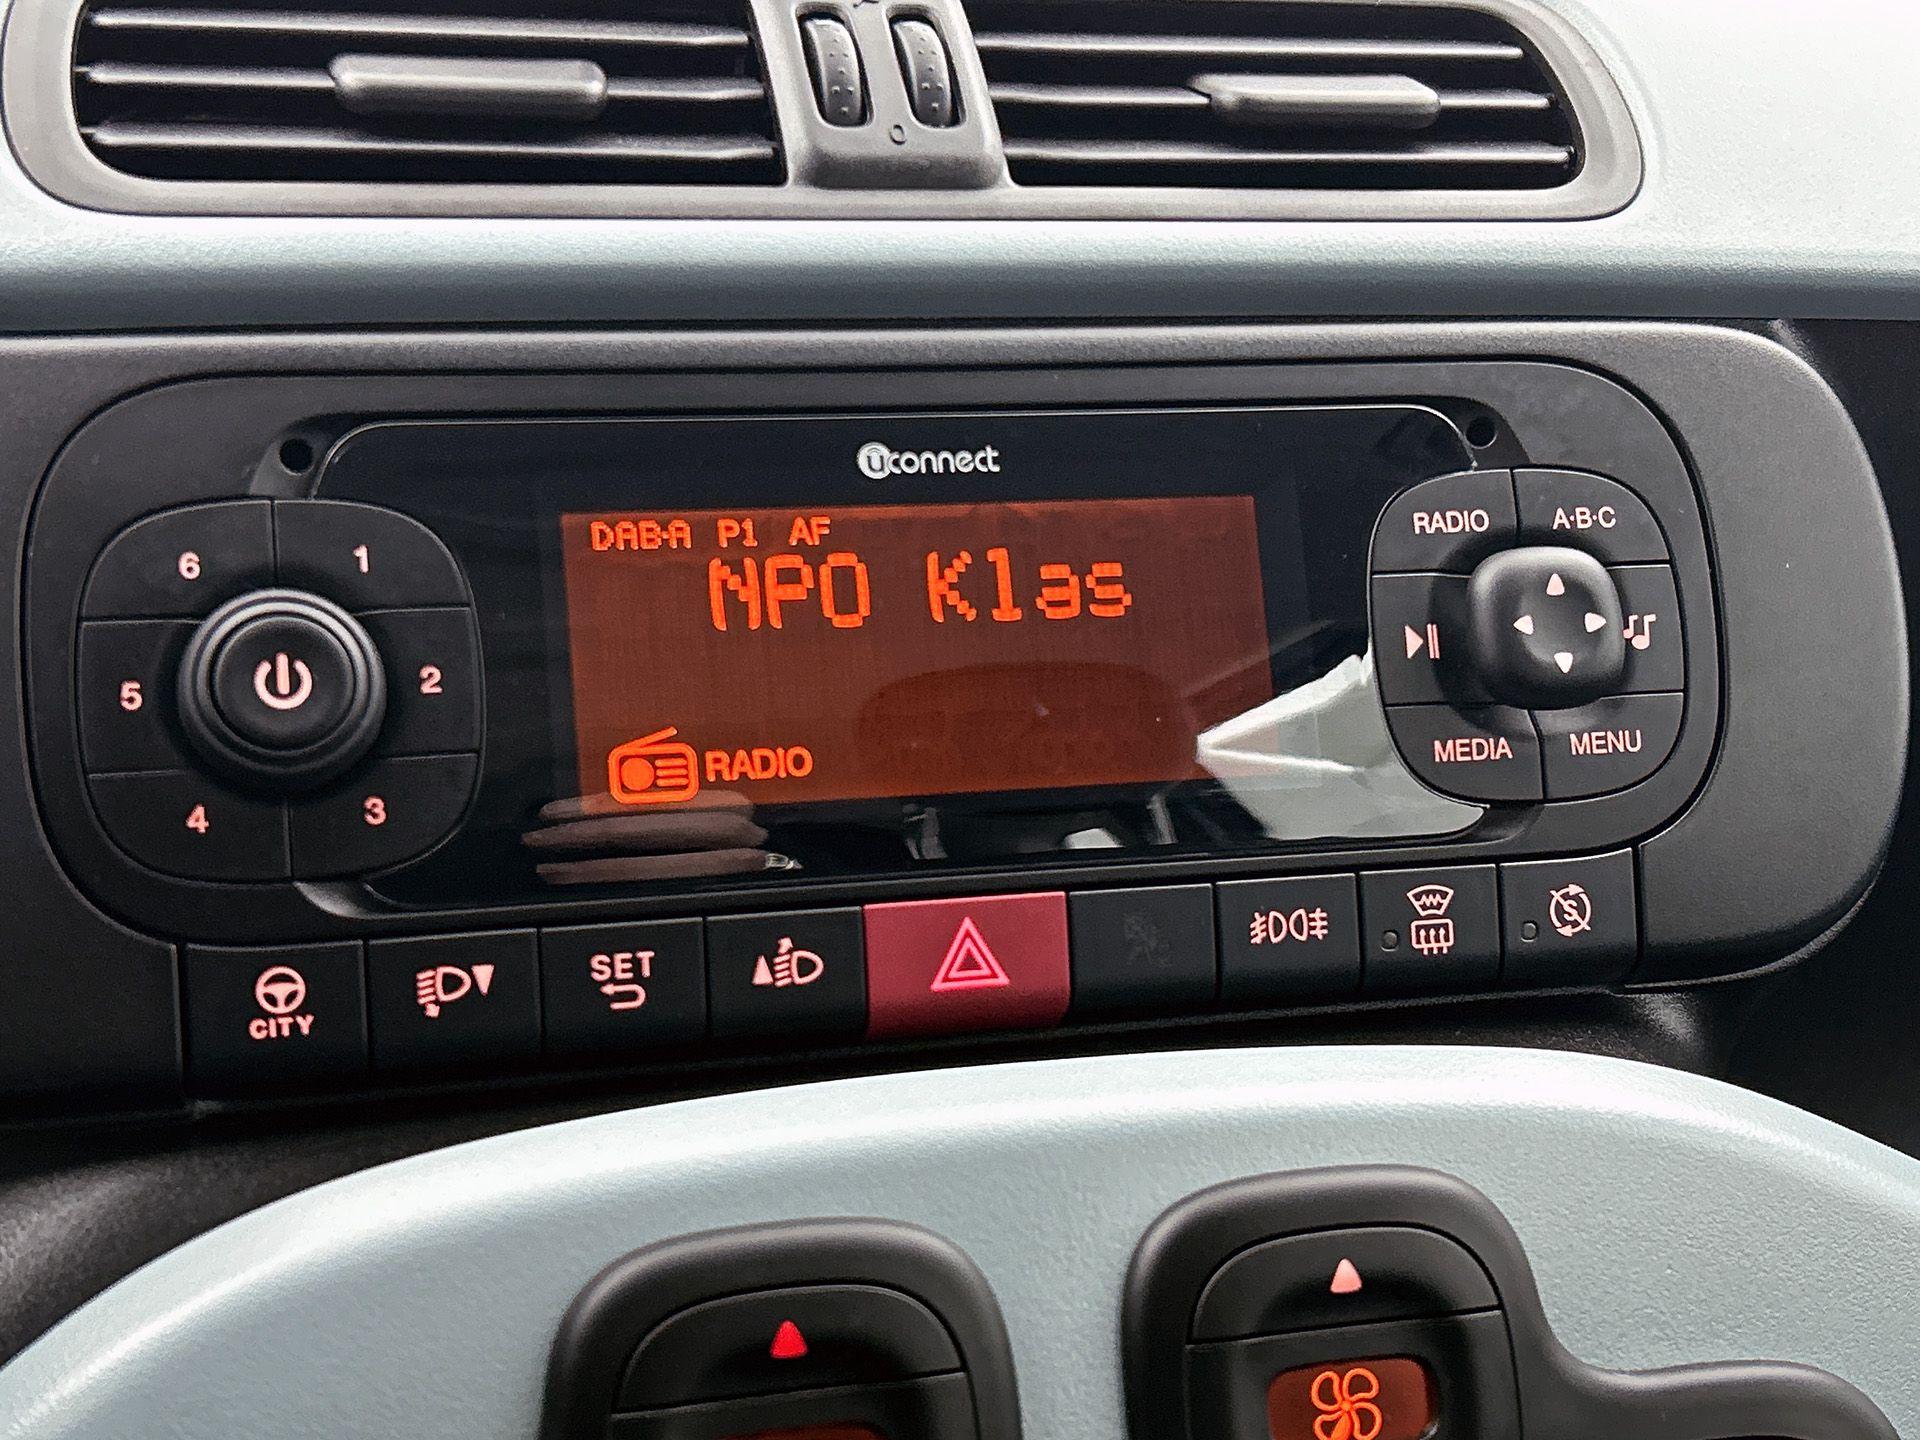 uconnect
DAB·A P1 AF
NPO Klas
RADIO
6 1
5 2
4 3
RADIO A·B·C
MEDIA MENU
CITY
SET
O